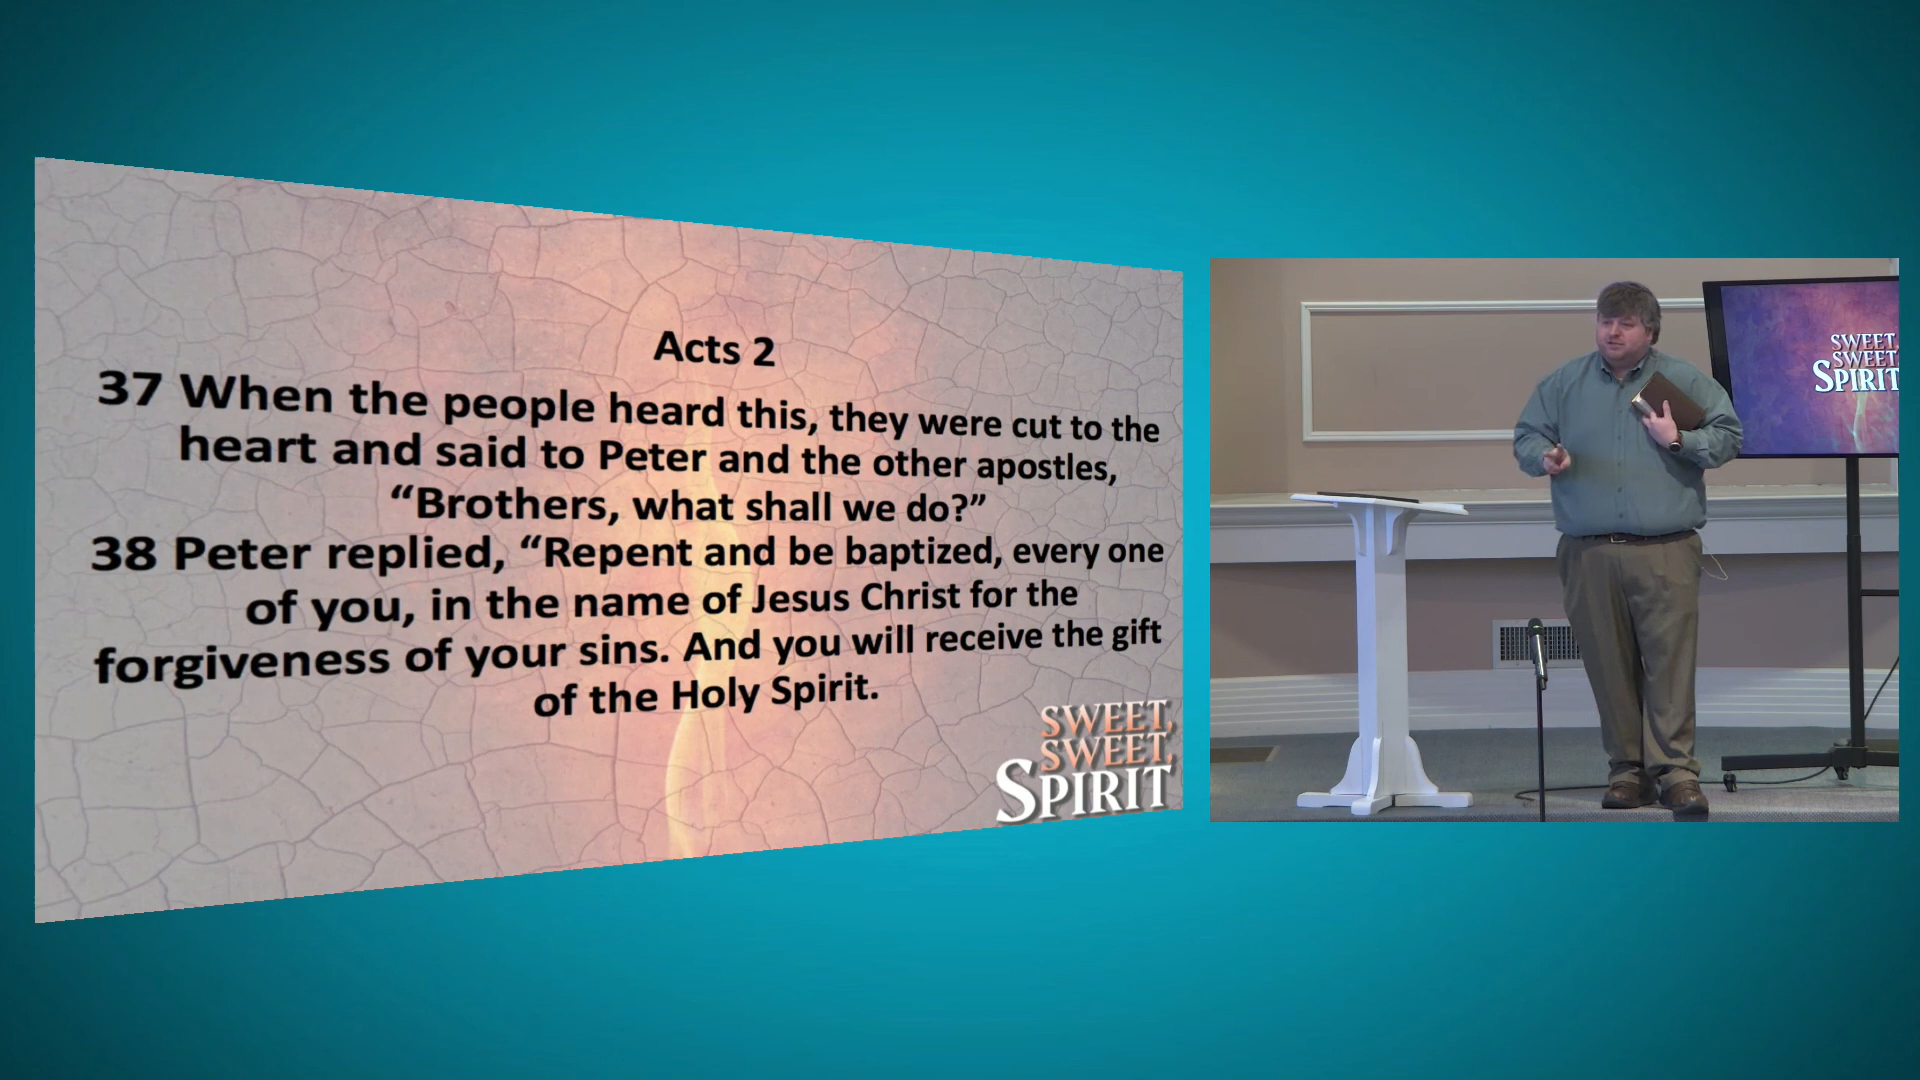 Acts 2
37 When the people heard this, they were cut to the
heart and said to Peter and the other apostles,
“Brothers, what shall we do?”
38 Peter replied, “Repent and be baptized, every one
of you, in the name of Jesus Christ for the
forgiveness of your sins. And you will receive the gift
of the Holy Spirit.
SWEET,
SWEET,
SPIRIT
SWEET,
SWEET
SPIRIT